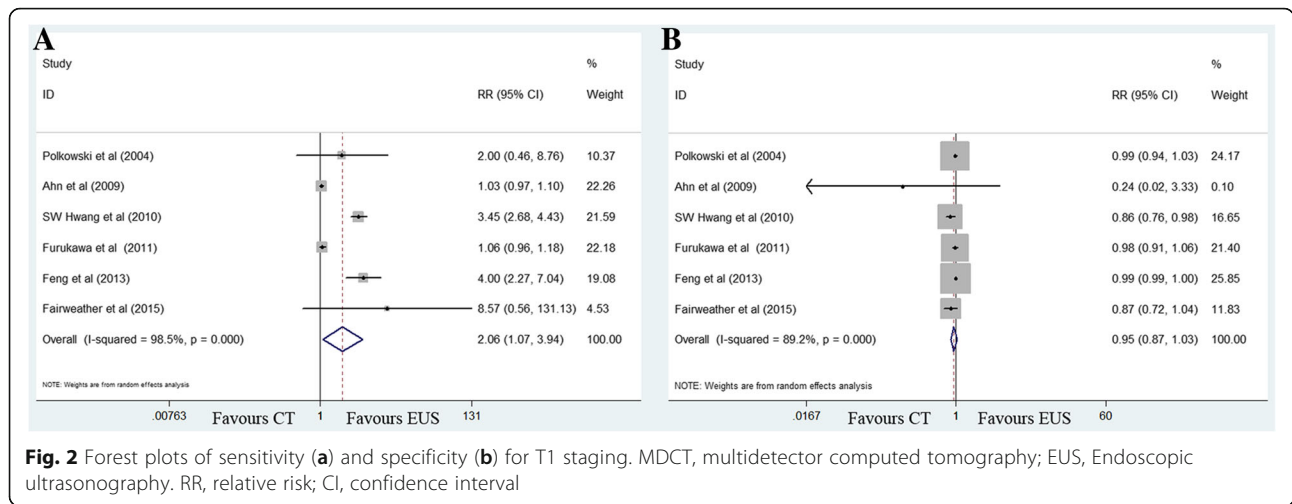 A
Study %
ID RR (95% CI) Weight
Polkowski et al (2004) 2.00 (0.46, 8.76) 10.37
Ahn et al (2009) 1.03 (0.97, 1.10) 22.26
SW Hwang et al (2010) 3.45 (2.68, 4.43) 21.59
Furukawa et al (2011) 1.06 (0.96, 1.18) 22.18
Feng et al (2013) 4.00 (2.27, 7.04) 19.08
Fairweather et al (2015) 8.57 (0.56, 131.13) 4.53
Overall (I-squared = 98.5%, p = 0.000) 2.06 (1.07, 3.94) 100.00
NOTE: Weights are from random effects analysis
.00763 Favours CT 1 Favours EUS 131
B
Study %
ID RR (95% CI) Weight
Polkowski et al (2004) 0.99 (0.94, 1.03) 24.17
Ahn et al (2009) 0.24 (0.02, 3.33) 0.10
SW Hwang et al (2010) 0.86 (0.76, 0.98) 16.65
Furukawa et al (2011) 0.98 (0.91, 1.06) 21.40
Feng et al (2013) 0.99 (0.99, 1.00) 25.85
Fairweather et al (2015) 0.87 (0.72, 1.04) 11.83
Overall (I-squared = 89.2%, p = 0.000) 0.95 (0.87, 1.03) 100.00
NOTE: Weights are from random effects analysis
.0167 Favours CT 1 Favours EUS 60
Fig. 2 Forest plots of sensitivity (a) and specificity (b) for T1 staging. MDCT, multidetector computed tomography; EUS, Endoscopic
ultrasonography. RR, relative risk; CI, confidence interval